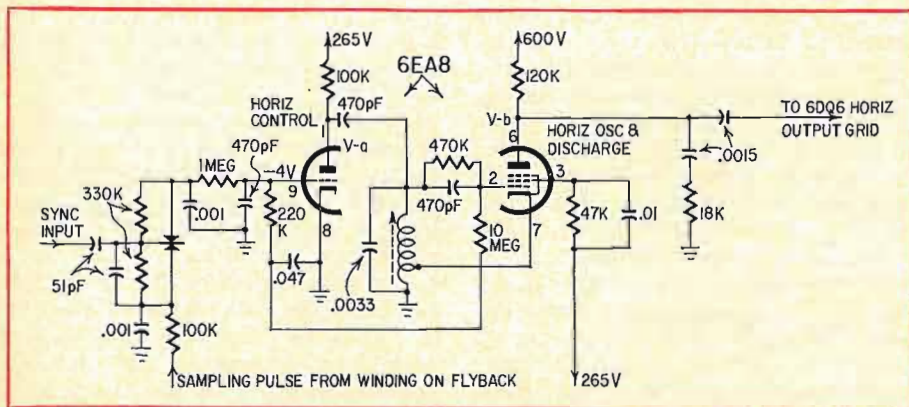 265V
600V
100K
6EA8
120K
470pF
HORIZ
CONTROL
470pF
V-a
1
V-b
6
HORIZ OSC &
DISCHARGE
TO 6DQ6 HORIZ
OUTPUT GRID
.0015
1MEG
-4V
9
470K
2
3
330K
.001
220
K
8
470pF
7
47K
.01
18K
SYNC
INPUT
10
MEG
51pF
.047
.0033
.001
100K
SAMPLING PULSE FROM WINDING ON FLYBACK
265V